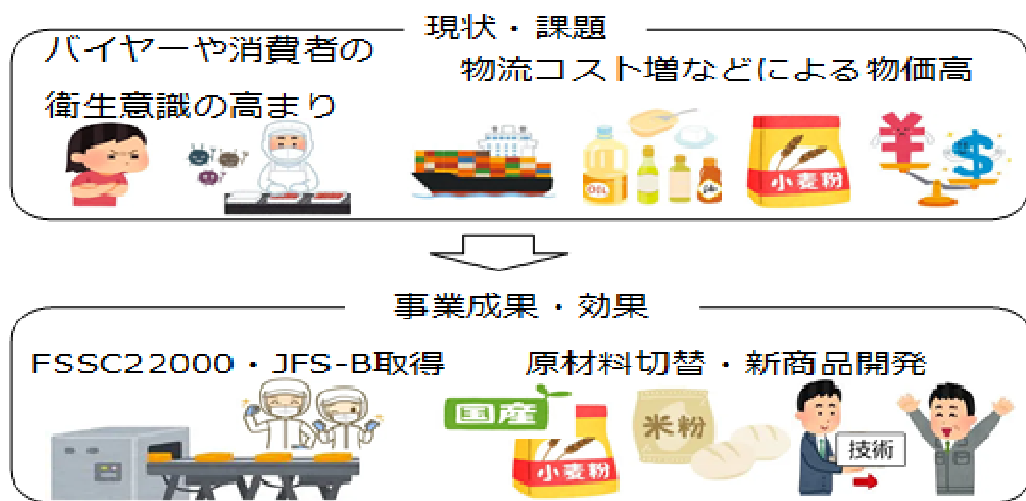 現状・課題
バイヤーや消費者の
衛生意識の高まり
物流コスト増などによる物価高
OIL
小麦粉
¥
$
事業成果・効果
FSSC22000・JFS-B取得
原材料切替・新商品開発
国産
小麦粉
米粉
技術